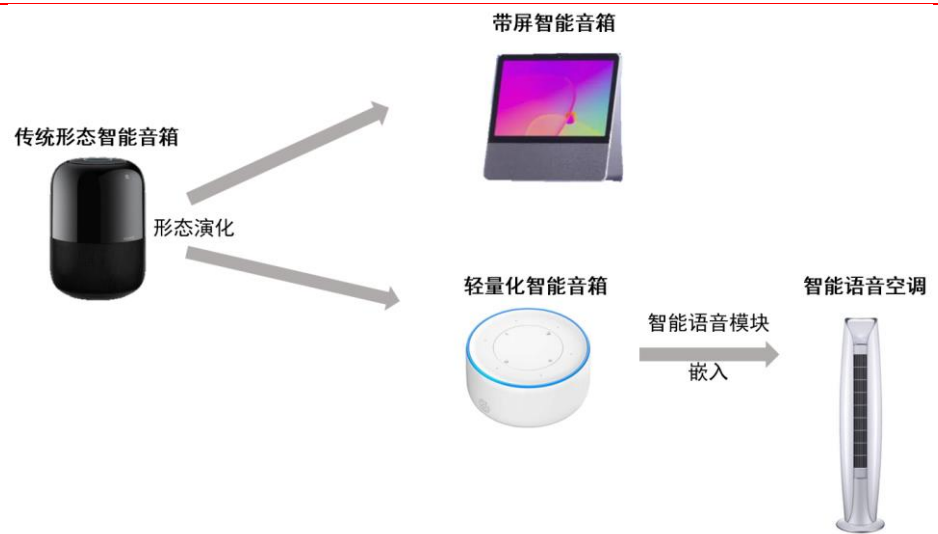 带屏智能音箱
传统形态智能音箱
形态演化
轻量化智能音箱
智能语音模块
嵌入
智能语音空调